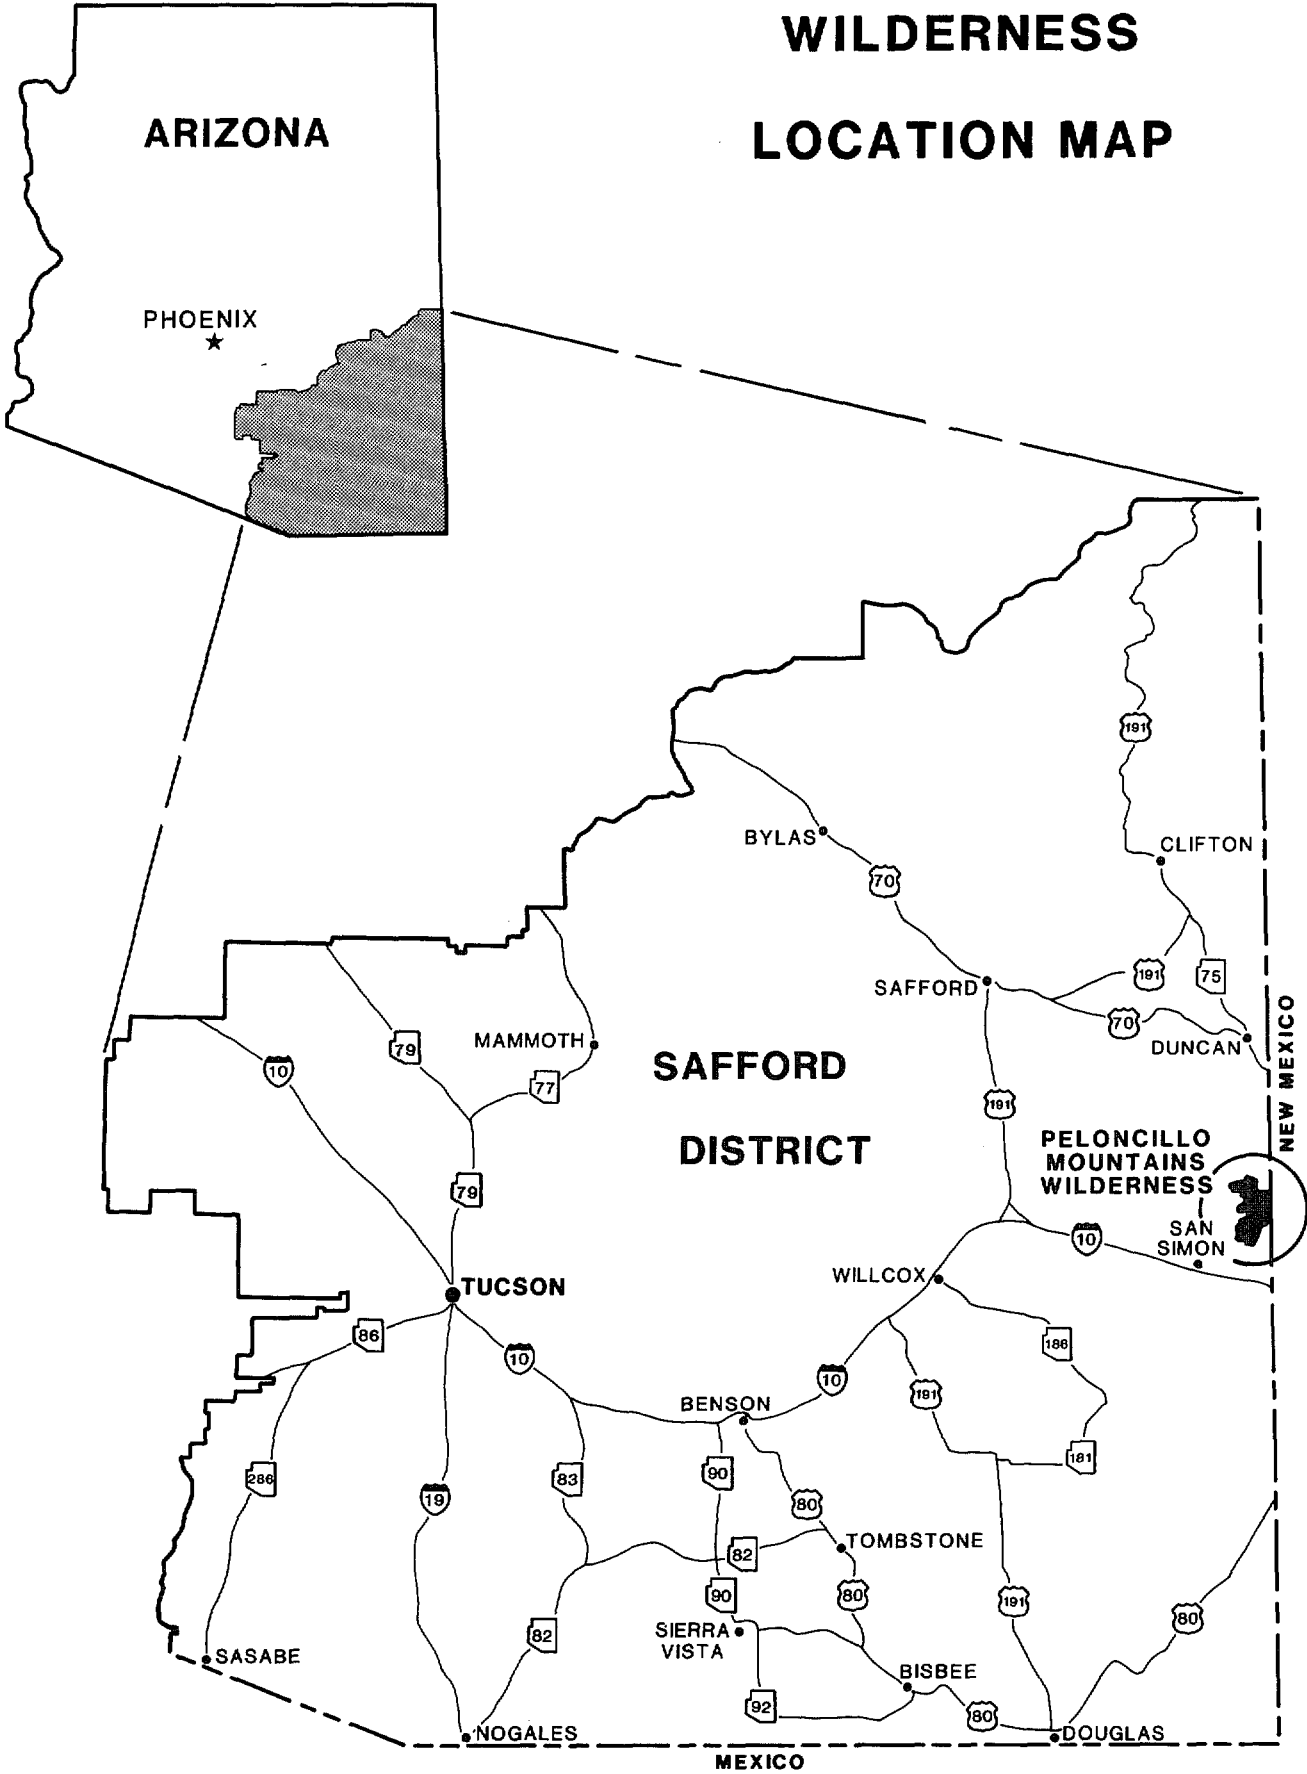 WILDERNESS
LOCATION MAP
ARIZONA
PHOENIX
191
BYLAS
CLIFTON
70
SAFFORD
191
75
70
DUNCAN
NEW MEXICO
79
MAMMOTH
77
10
SAFFORD
DISTRICT
191
PELONCILLO
MOUNTAINS
WILDERNESS
79
SAN
SIMON
10
TUCSON
WILLCOX
86
10
186
10
191
BENSON
181
286
19
83
90
80
82
TOMBSTONE
90
80
191
80
82
SIERRA
VISTA
SASABE
BISBEE
92
80
NOGALES
DOUGLAS
MEXICO